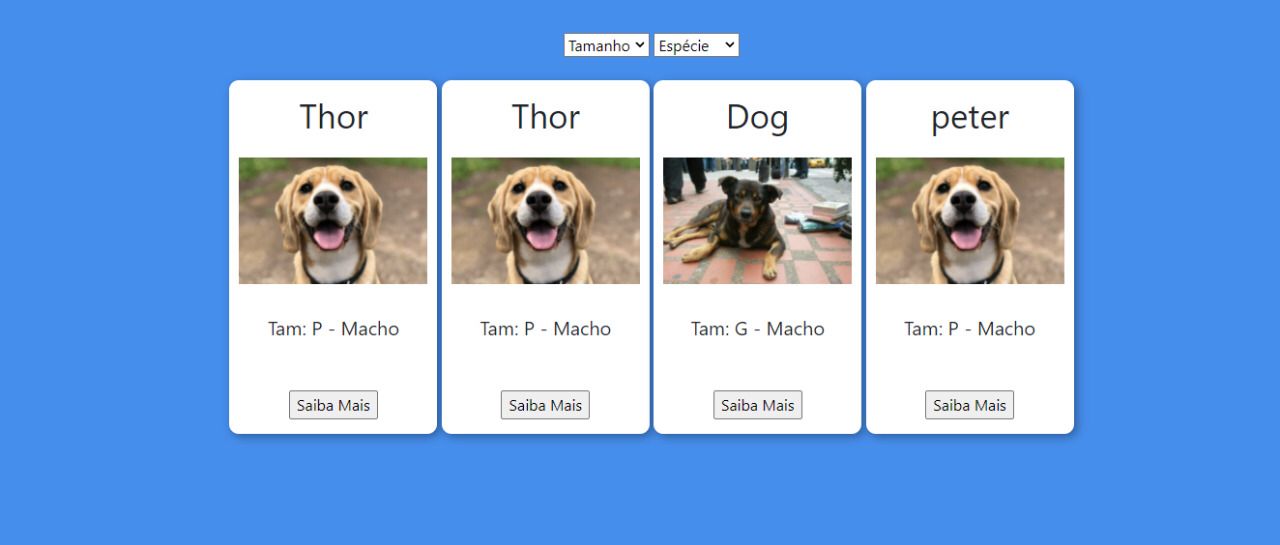 Tamanho Espécie
Thor
Thor
Dog
peter
Tam: P - Macho
Tam: P - Macho
Tam: G - Macho
Tam: P - Macho
Saiba Mais
Saiba Mais
Saiba Mais
Saiba Mais